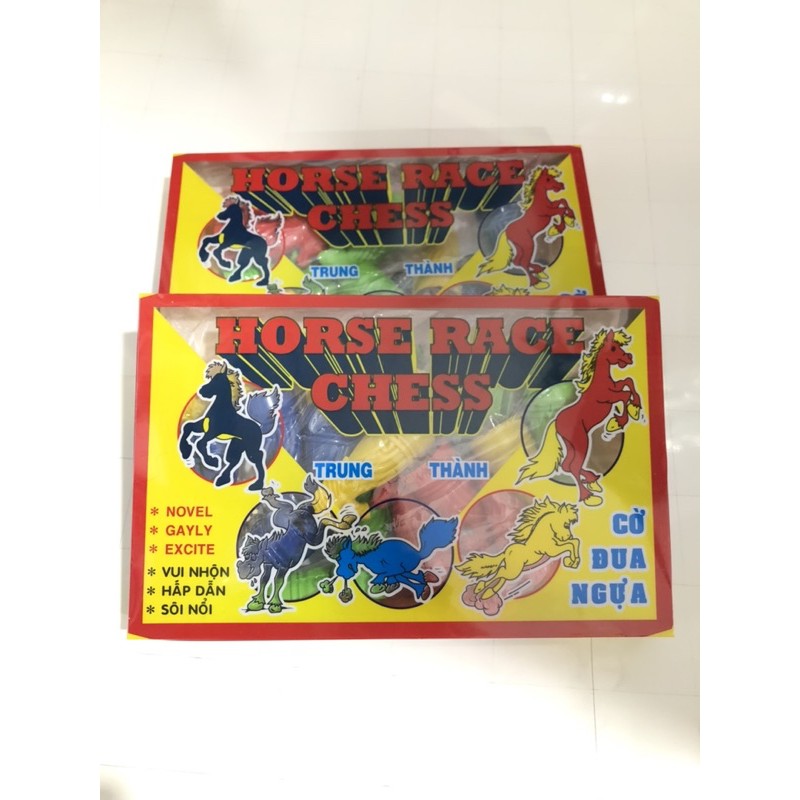 HORSE RACE
CHESS
TRUNG THÀNH
CỜ
HORSE RACE
CHESS
TRUNG THÀNH
* NOVEL
* GAYLY
* EXCITE
* VUI NHỘN
* HẤP DẪN
* SÔI NỔI
CỜ
ĐUA
NGỰA